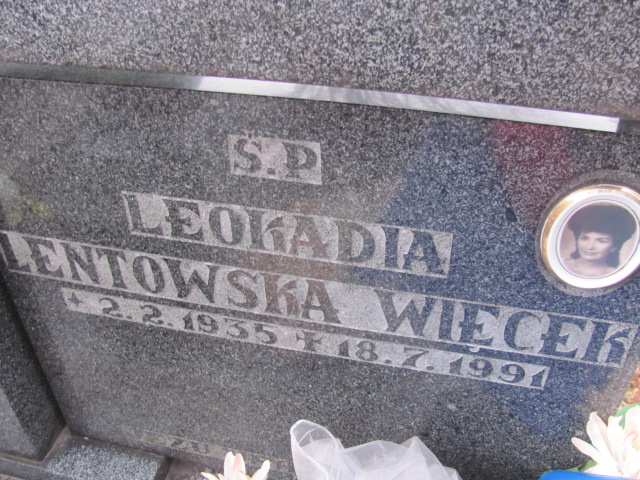 Ś.P
LEOKADIA
LENTOWSKA WIĘCEK
* 2.2.1935 + 18.7.1991